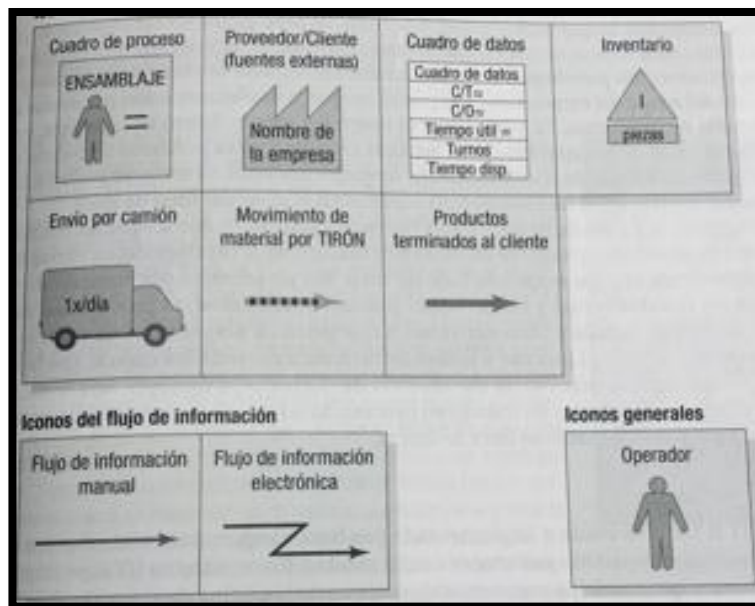 Cuadro de proceso
ENSAMBLAJE
=
Proveedor/Cliente
(fuentes externas)
Nombre de
la empresa
Cuadro de datos
Cuadro de datos
C/T=
C/O=
Tiempo útil =
Turnos
Tiempo disp.
Inventario
I
piezas
Envío por camión
1x/día
Movimiento de
material por TIRÓN
Productos
terminados al cliente
Iconos del flujo de información
Flujo de información
manual
Flujo de información
electrónica
Iconos generales
Operador